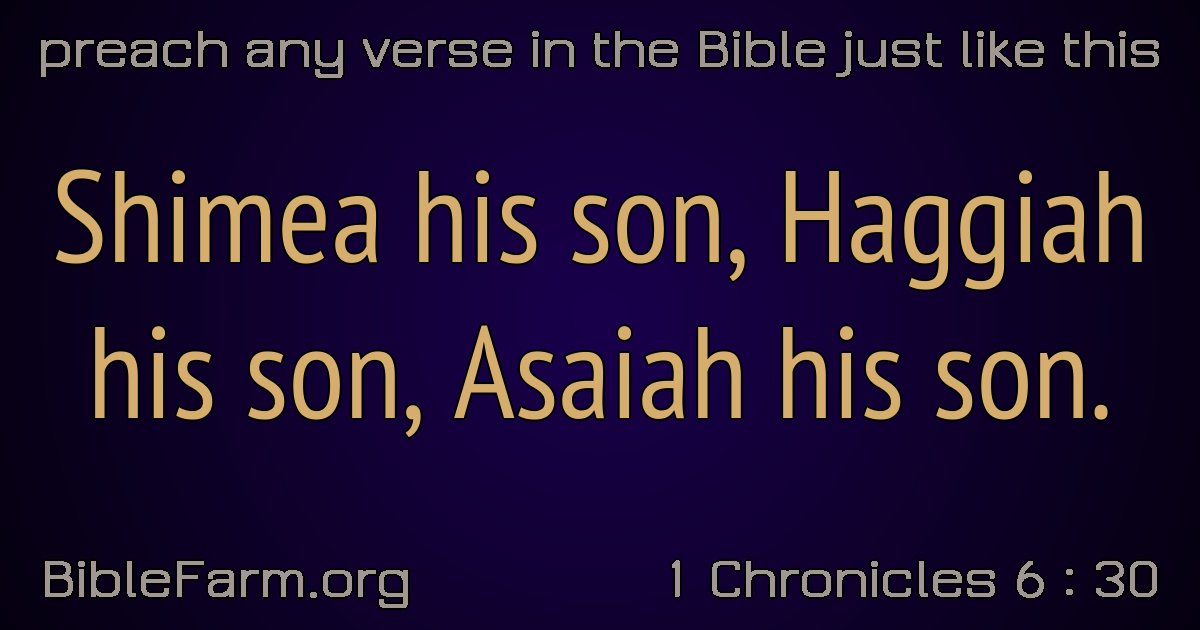 preach any verse in the Bible just like this
Shimea his son, Haggiah
his son, Asaiah his son.
BibleFarm.org
1 Chronicles 6 : 30